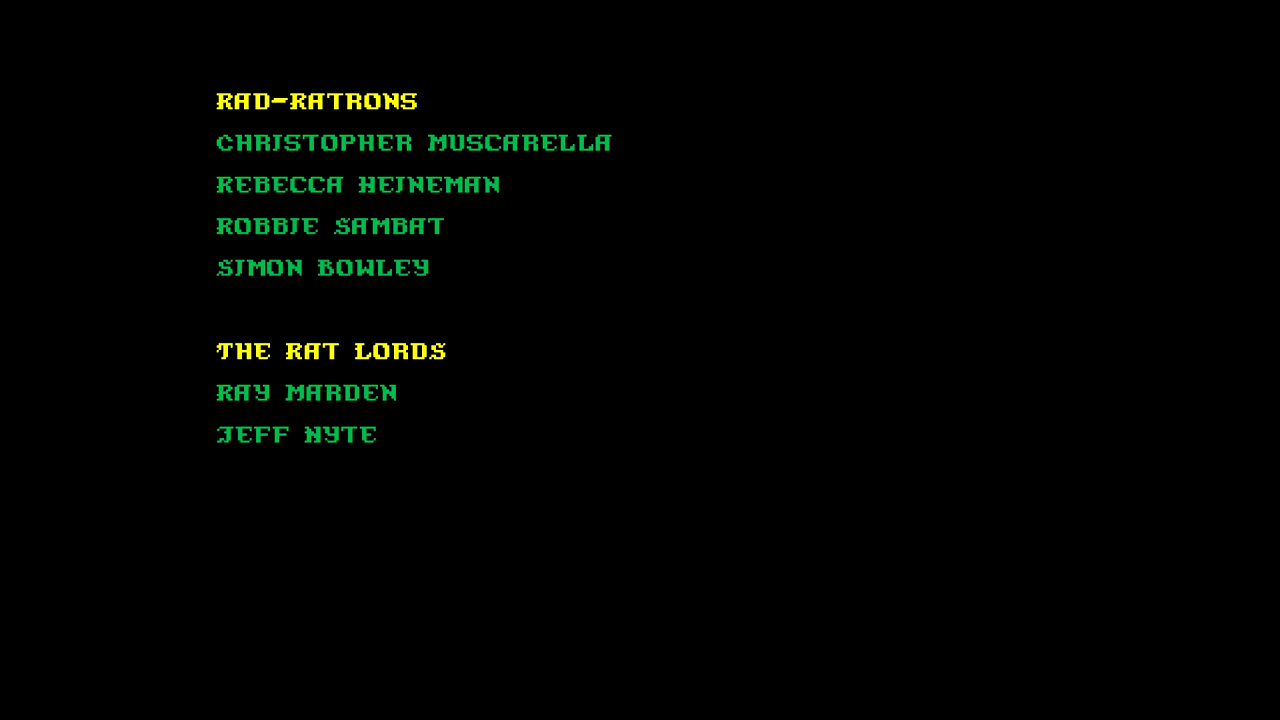 RAD-RATRONS
CHRISTOPHER MUSCARELLA
REBECCA HEINEMAN
ROBBIE SAMBAT
SIMON BOWLEY
THE RAT LORDS
RAY MARDEN
JEFF NYTE